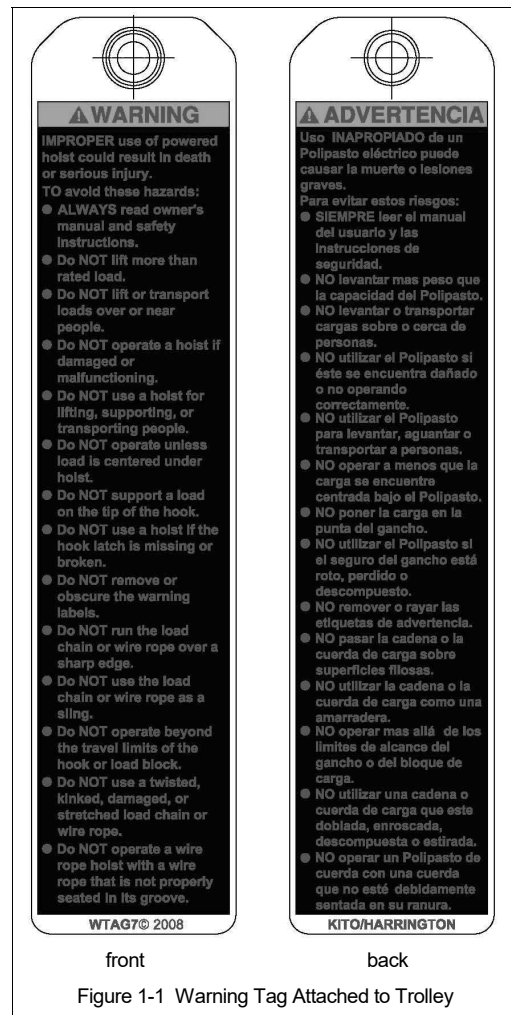 WARNING
IMPROPER use of powered
hoist could result in death
or serious injury.
TO avoid these hazards:
● ALWAYS read owner's
manual and safety
instructions.
● Do NOT lift more than
rated load.
● Do NOT lift or transport
loads over or near
people.
● Do NOT operate a hoist if
damaged or
malfunctioning.
● Do NOT use a hoist for
lifting, supporting, or
transporting people.
● Do NOT operate unless
load is centered under
hoist.
● Do NOT support a load
on the tip of the hook.
● Do NOT use a hoist if the
hook latch is missing or
broken.
● Do NOT remove or
obscure the warning
labels.
● Do NOT run the load
chain or wire rope over a
sharp edge.
● Do NOT use the load
chain or wire rope as a
sling.
● Do NOT operate beyond
the travel limits of the
hook or load block.
● Do NOT use a twisted,
kinked, damaged, or
stretched load chain or
wire rope.
● Do NOT operate a wire
rope hoist with a wire
rope that is not properly
seated in its groove.
WTAG7© 2008
front
ADVERTENCIA
Uso INAPROPIADO de un
Polipasto eléctrico puede
causar la muerte o lesiones
graves.
Para evitar estos riesgos:
● SIEMPRE leer el manual
del usuario y las
instrucciones de
seguridad.
● NO levantar mas peso que
la capacidad del Polipasto.
● NO levantar o transportar
cargas sobre o cerca de
personas.
● NO utilizar el Polipasto si
éste se encuentra dañado
o no operando
correctamente.
● NO utilizar el Polipasto
para levantar, aguantar o
transportar a personas.
● NO operar a menos que la
carga se encuentre
centrada bajo el Polipasto.
● NO poner la carga en la
punta del gancho.
● NO utilizar el Polipasto si
el seguro del gancho está
roto, perdido o
descompuesto.
● NO remover o rayar las
etiquetas de advertencia.
● NO pasar la cadena o la
cuerda de carga sobre
superficies filosas.
● NO utilizar la cadena o la
cuerda de carga como una
amarradera.
● NO operar mas allá de los
limites de alcance del
gancho o del bloque de
carga.
● NO utilizar una cadena o
cuerda de carga que este
doblada, enroscada,
descompuesta o estirada.
● NO operar un Polipasto de
cuerda con una cuerda
que no esté debidamente
sentada en su ranura.
KITO/HARRINGTON
back
Figure 1-1 Warning Tag Attached to Trolley